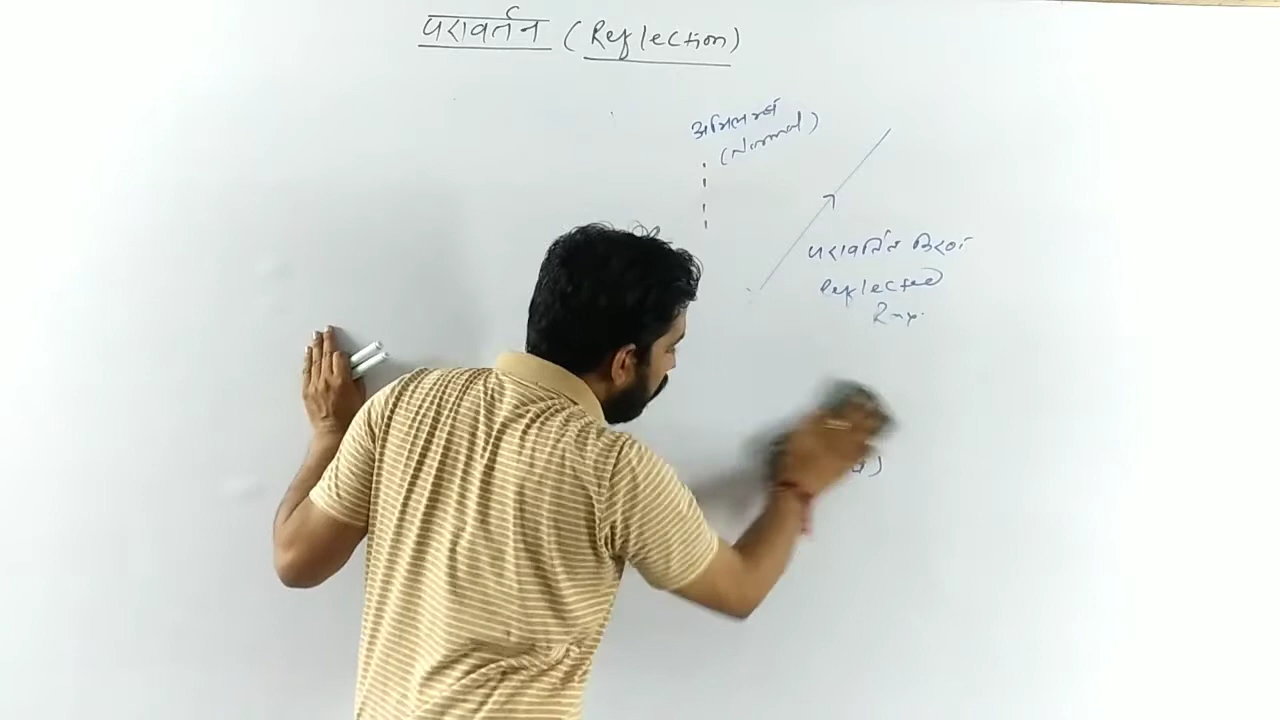 परावर्तन (Reflection)
अभिलम्ब
(Normal)
परावर्तित किरण
Reflected
Ray.